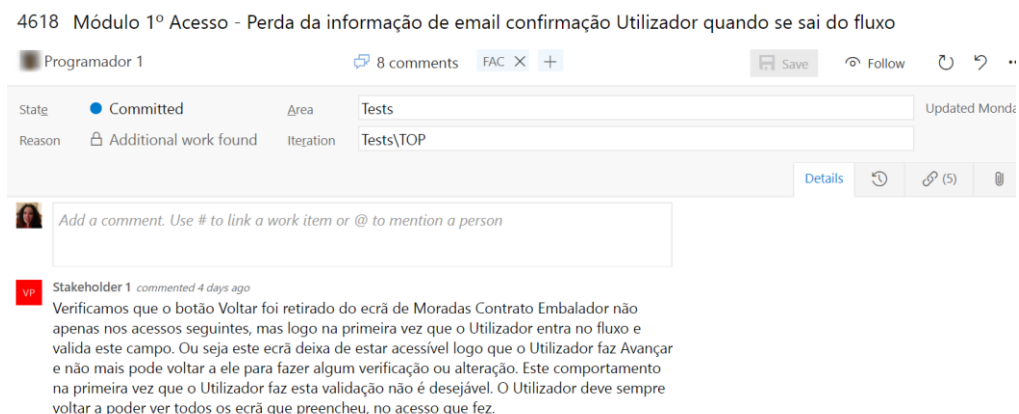 4618 Módulo 1º Acesso - Perda da informação de email confirmação Utilizador quando se sai do fluxo
Programador 1 8 comments FAC Save Follow
State Committed Area Tests Updated Monda
Reason Additional work found Iteration Tests\TOP
Details (5)
Add a comment. Use # to link a work item or @ to mention a person
VP Stakeholder 1 commented 4 days ago
Verificamos que o botão Voltar foi retirado do ecrã de Moradas Contrato Embalador não
apenas nos acessos seguintes, mas logo na primeira vez que o Utilizador entra no fluxo e
valida este campo. Ou seja este ecrã deixa de estar acessível logo que o Utilizador faz Avançar
e não mais pode voltar a ele para fazer algum verificação ou alteração. Este comportamento
na primeira vez que o Utilizador faz esta validação não é desejável. O Utilizador deve sempre
voltar a poder ver todos os ecrã que preencheu, no acesso que fez.